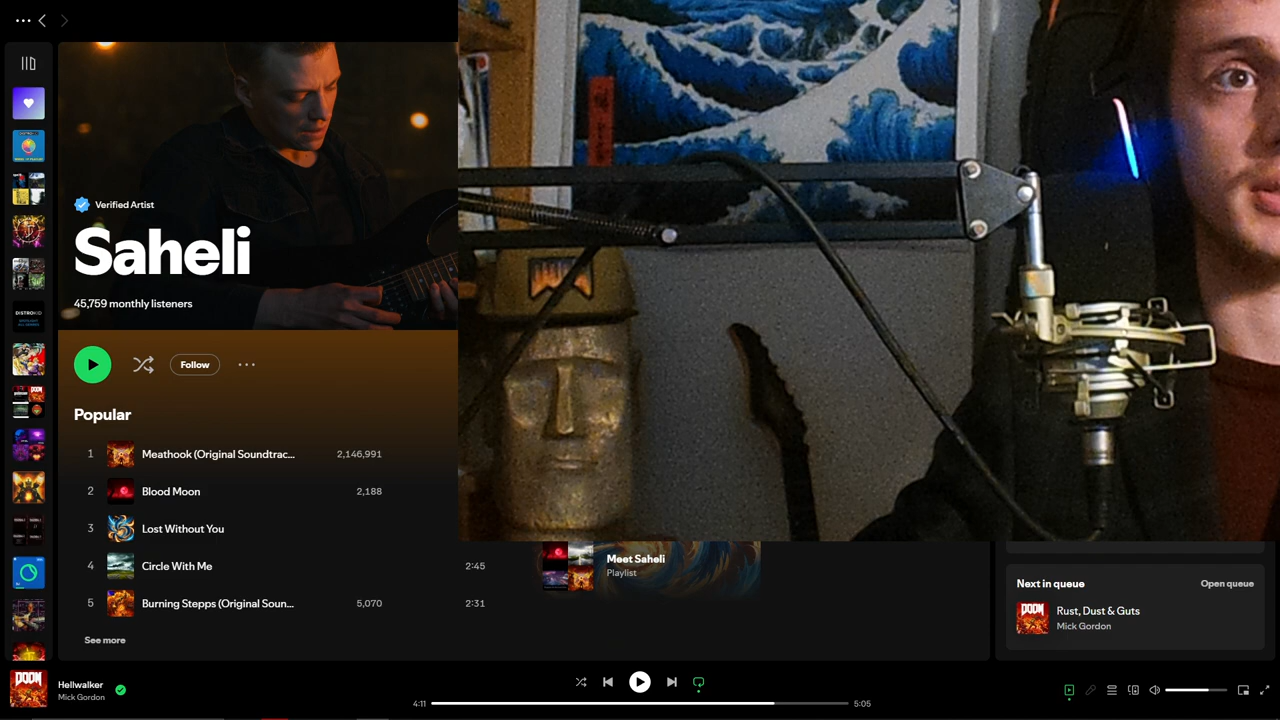 Verified Artist
Saheli
45,759 monthly listeners
Follow
Popular
1 Meathook (Original Soundtrac... 2,146,991
2 Blood Moon 2,188
3 Lost Without You
4 Circle With Me 2:45
5 Burning Stepps (Original Soun... 5,070 2:31
See more
Meet Saheli
Playlist
Next in queue Open queue
DOOM
Rust, Dust & Guts
Mick Gordon
DOOM
Hellwalker
Mick Gordon
4:11 5:05
DISTROKID